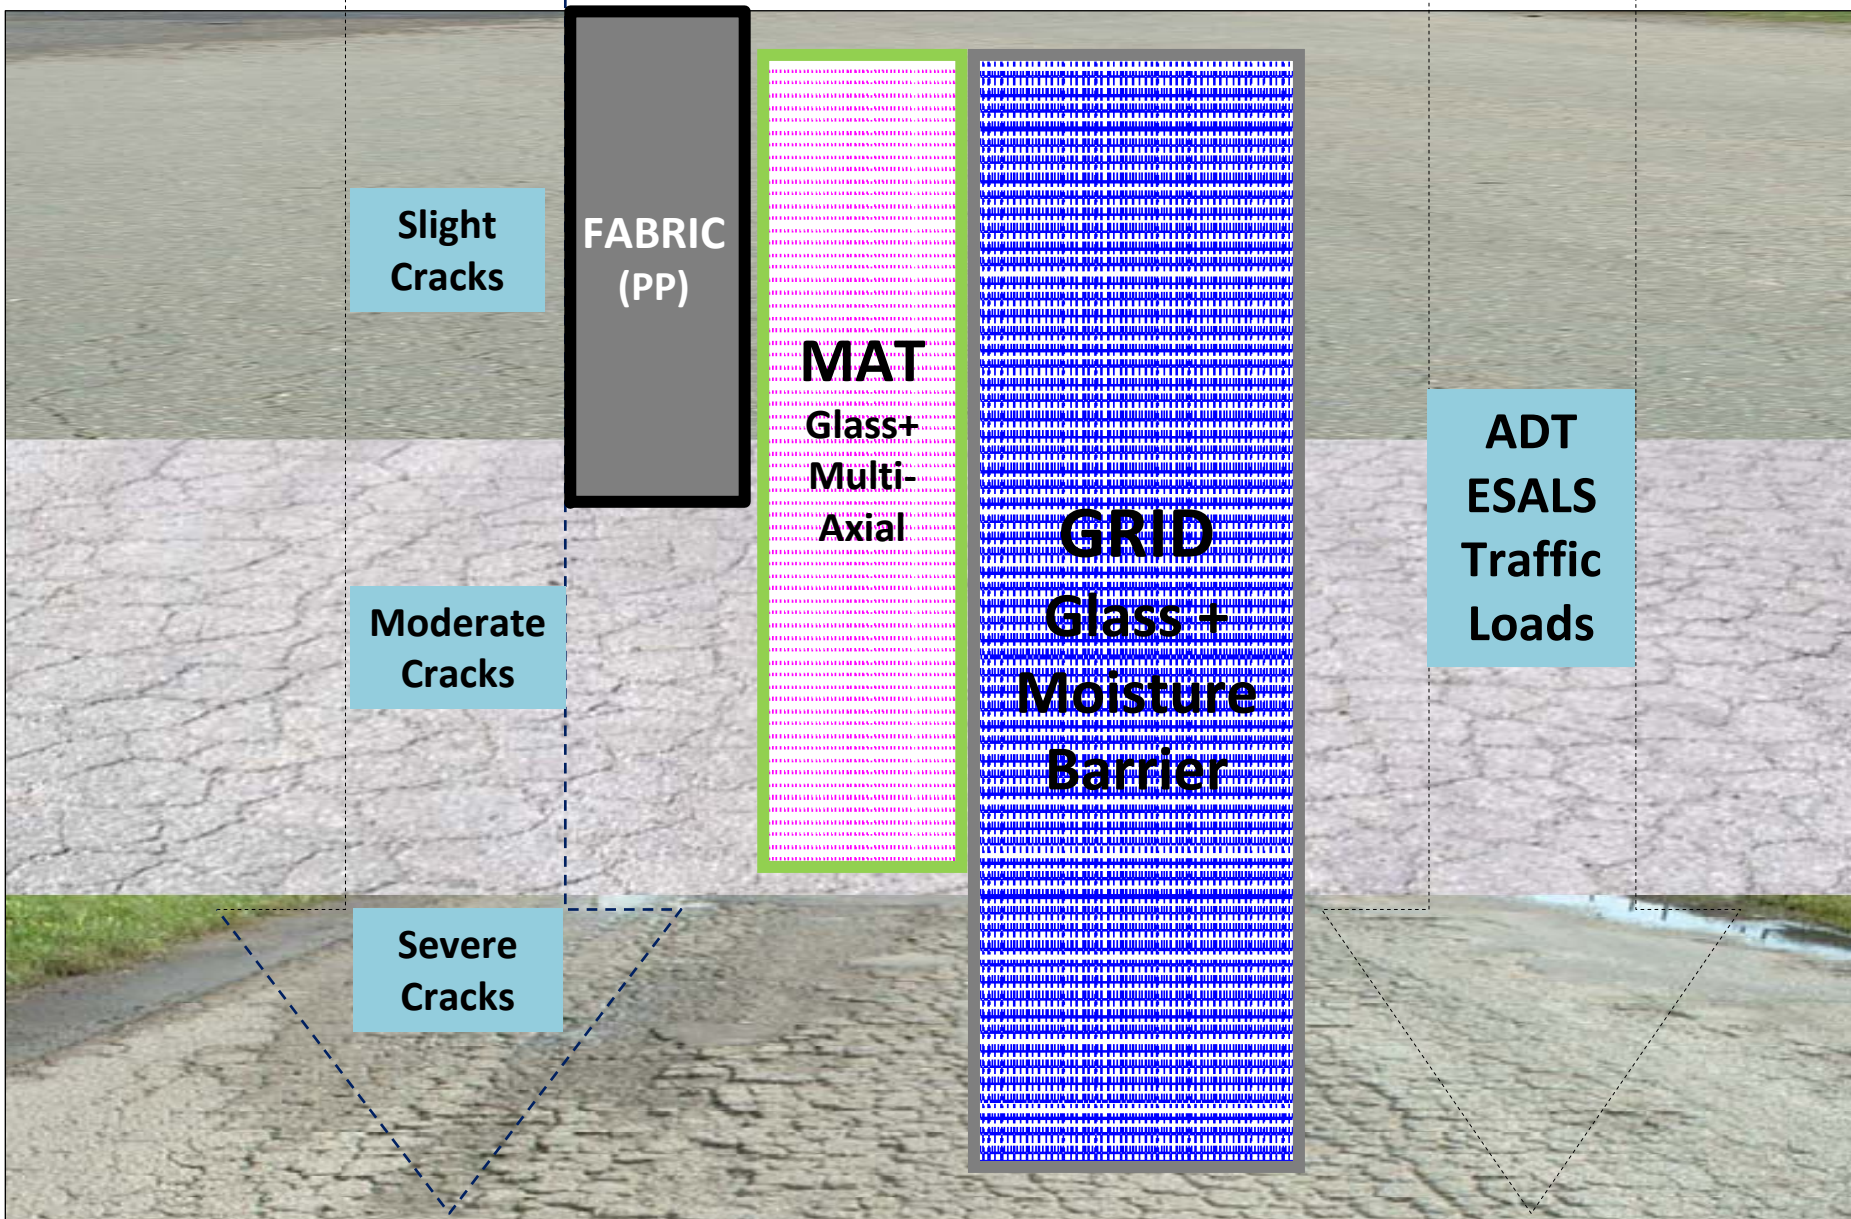 Slight
Cracks
FABRIC
(PP)
MAT
Glass+
Multi-
Axial
GRID
Glass +
Moisture
Barrier
ADT
ESALS
Traffic
Loads
Moderate
Cracks
Severe
Cracks